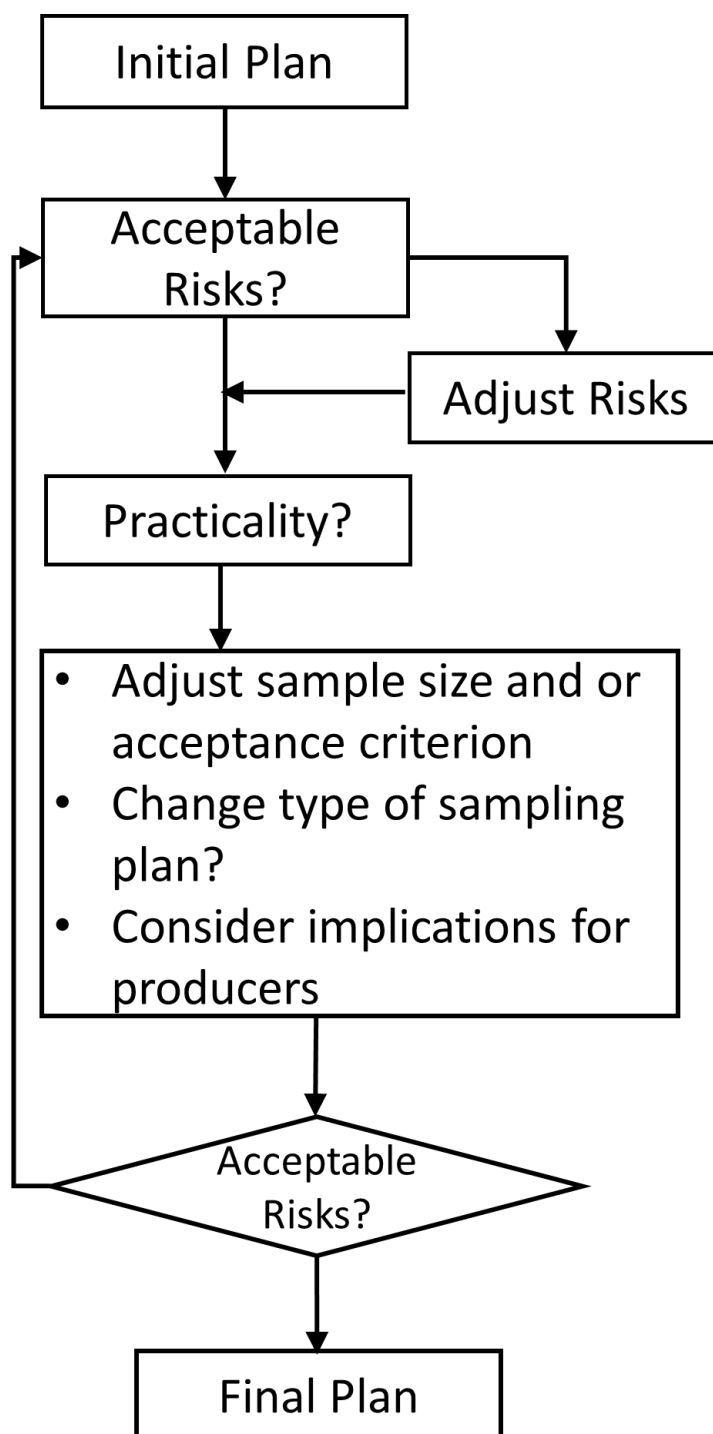 Initial Plan
Acceptable
Risks?
Adjust Risks
Practicality?
• Adjust sample size and or
acceptance criterion
• Change type of sampling
plan?
• Consider implications for
producers
Acceptable
Risks?
Final Plan